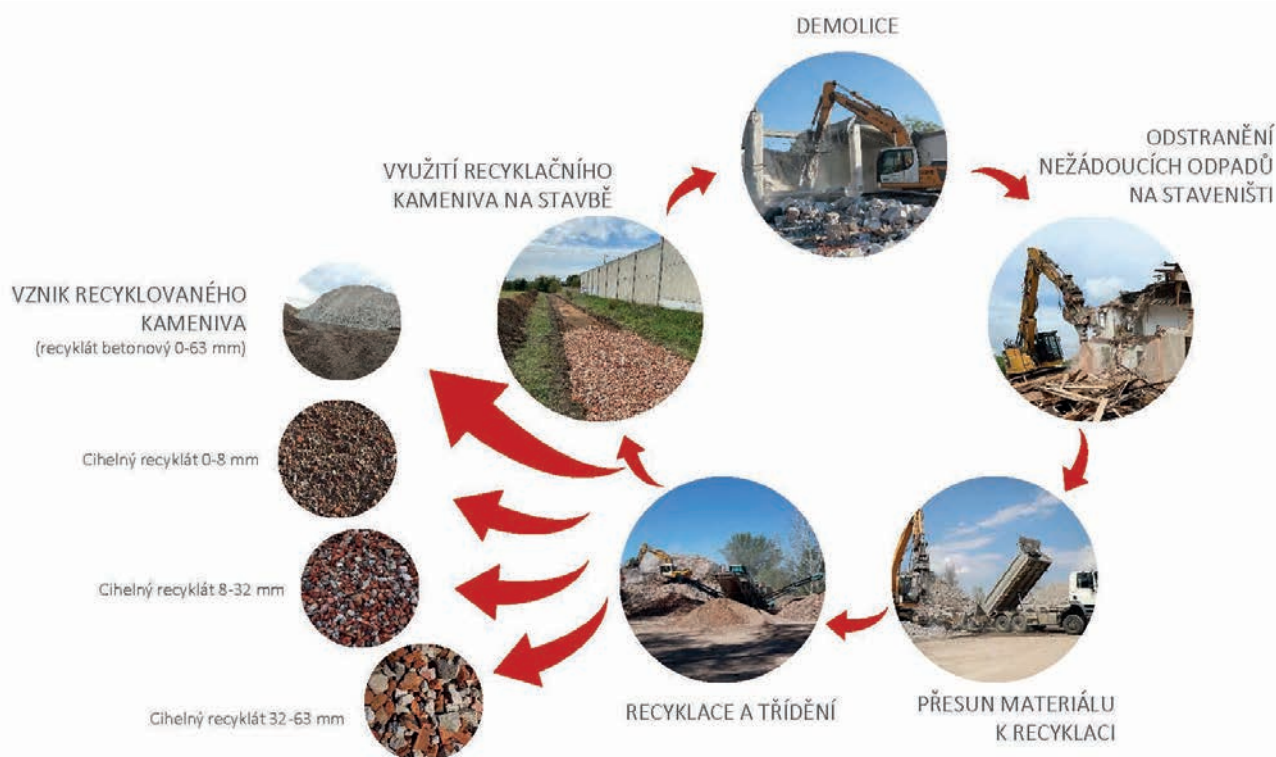 DEMOLICE
ODSTRANĚNÍ
NEŽÁDOUCÍCH ODPADŮ
NA STAVENIŠTI
VYUŽITÍ RECYKLAČNÍHO
KAMENIVA NA STAVBĚ
VZNIK RECYKLOVANÉHO
KAMENIVA
(recyklát betonový 0-63 mm)
Cihelný recyklát 0-8 mm
Cihelný recyklát 8-32 mm
Cihelný recyklát 32-63 mm
RECYKLACE A TŘÍDĚNÍ
PŘESUN MATERIÁLU
K RECYKLACI